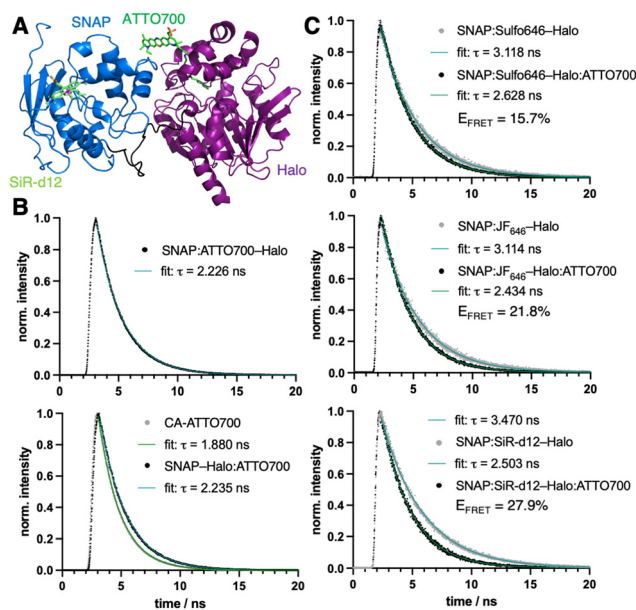 A
SNAP
ATTO700
SiR-d12
Halo
B
norm. intensity
1.0
0.8
0.6
0.4
0.2
0.0
SNAP:ATTO700–Halo
fit: τ = 2.226 ns
0 5 10 15 20
norm. intensity
1.0
0.8
0.6
0.4
0.2
0.0
CA-ATTO700
fit: τ = 1.880 ns
SNAP–Halo:ATTO700
fit: τ = 2.235 ns
0 5 10 15 20
time / ns
C
norm. intensity
1.0
0.8
0.6
0.4
0.2
0.0
SNAP:Sulfo646–Halo
fit: τ = 3.118 ns
SNAP:Sulfo646–Halo:ATTO700
fit: τ = 2.628 ns
EFRET = 15.7%
0 5 10 15 20
norm. intensity
1.0
0.8
0.6
0.4
0.2
0.0
SNAP:JF646–Halo
fit: τ = 3.114 ns
SNAP:JF646–Halo:ATTO700
fit: τ = 2.434 ns
EFRET = 21.8%
0 5 10 15 20
norm. intensity
1.0
0.8
0.6
0.4
0.2
0.0
fit: τ = 3.470 ns
SNAP:SiR-d12–Halo
fit: τ = 2.503 ns
SNAP:SiR-d12–Halo:ATTO700
EFRET = 27.9%
0 5 10 15 20
time / ns